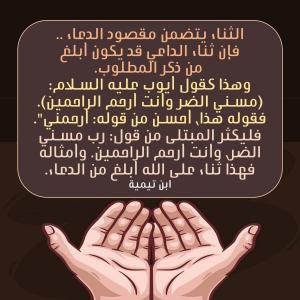 الثناء يتضمن مقصود الدعاء ..
فإن ثناء الداعي قد يكون أبلغ
من ذكر المطلوب.
وهذا كقول أيوب عليه السلام:
(مسني الضر وأنت أرحم الراحمين).
فقوله هذا، أحسن من قوله: أرحمني".
فليكثر المبتلى من قول: رب مسني
الضر، وأنت أرحم الراحمين. وأمثاله
فهذا ثناء على الله أبلغ من الدعاء.
ابن تيمية